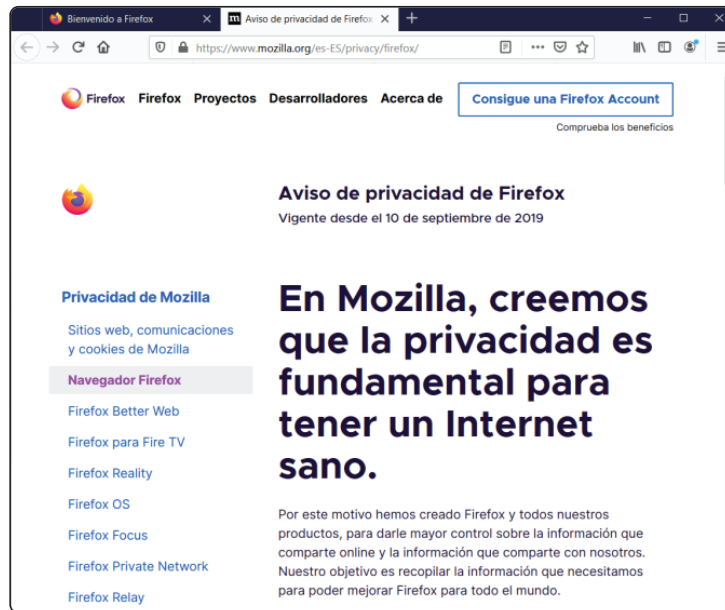 Bienvenido a Firefox
Aviso de privacidad de Firefox
https://www.mozilla.org/es-ES/privacy/firefox/
Firefox Firefox Proyectos Desarrolladores Acerca de Consigue una Firefox Account
Comprueba los beneficios
Aviso de privacidad de Firefox
Vigente desde el 10 de septiembre de 2019
Privacidad de Mozilla
Sitios web, comunicaciones
y cookies de Mozilla
Navegador Firefox
Firefox Better Web
Firefox para Fire TV
Firefox Reality
Firefox OS
Firefox Focus
Firefox Private Network
Firefox Relay
En Mozilla, creemos
que la privacidad es
fundamental para
tener un Internet
sano.
Por este motivo hemos creado Firefox y todos nuestros
productos, para darle mayor control sobre la información que
comparte online y la información que comparte con nosotros.
Nuestro objetivo es recopilar la información que necesitamos
para poder mejorar Firefox para todo el mundo.